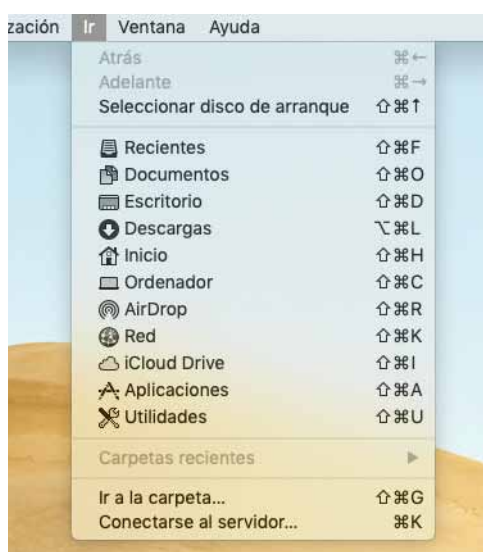 zación Ir Ventana Ayuda
Atrás ⌘←
Adelante ⌘→
Seleccionar disco de arranque ⇧⌘↑
Recientes ⇧⌘F
Documentos ⇧⌘O
Escritorio ⇧⌘D
Descargas ⌥⌘L
Inicio ⇧⌘H
Ordenador ⇧⌘C
AirDrop ⇧⌘R
Red ⇧⌘K
iCloud Drive ⇧⌘I
Aplicaciones ⇧⌘A
Utilidades ⇧⌘U
Carpetas recientes ▶
Ir a la carpeta... ⇧⌘G
Conectarse al servidor... ⌘K